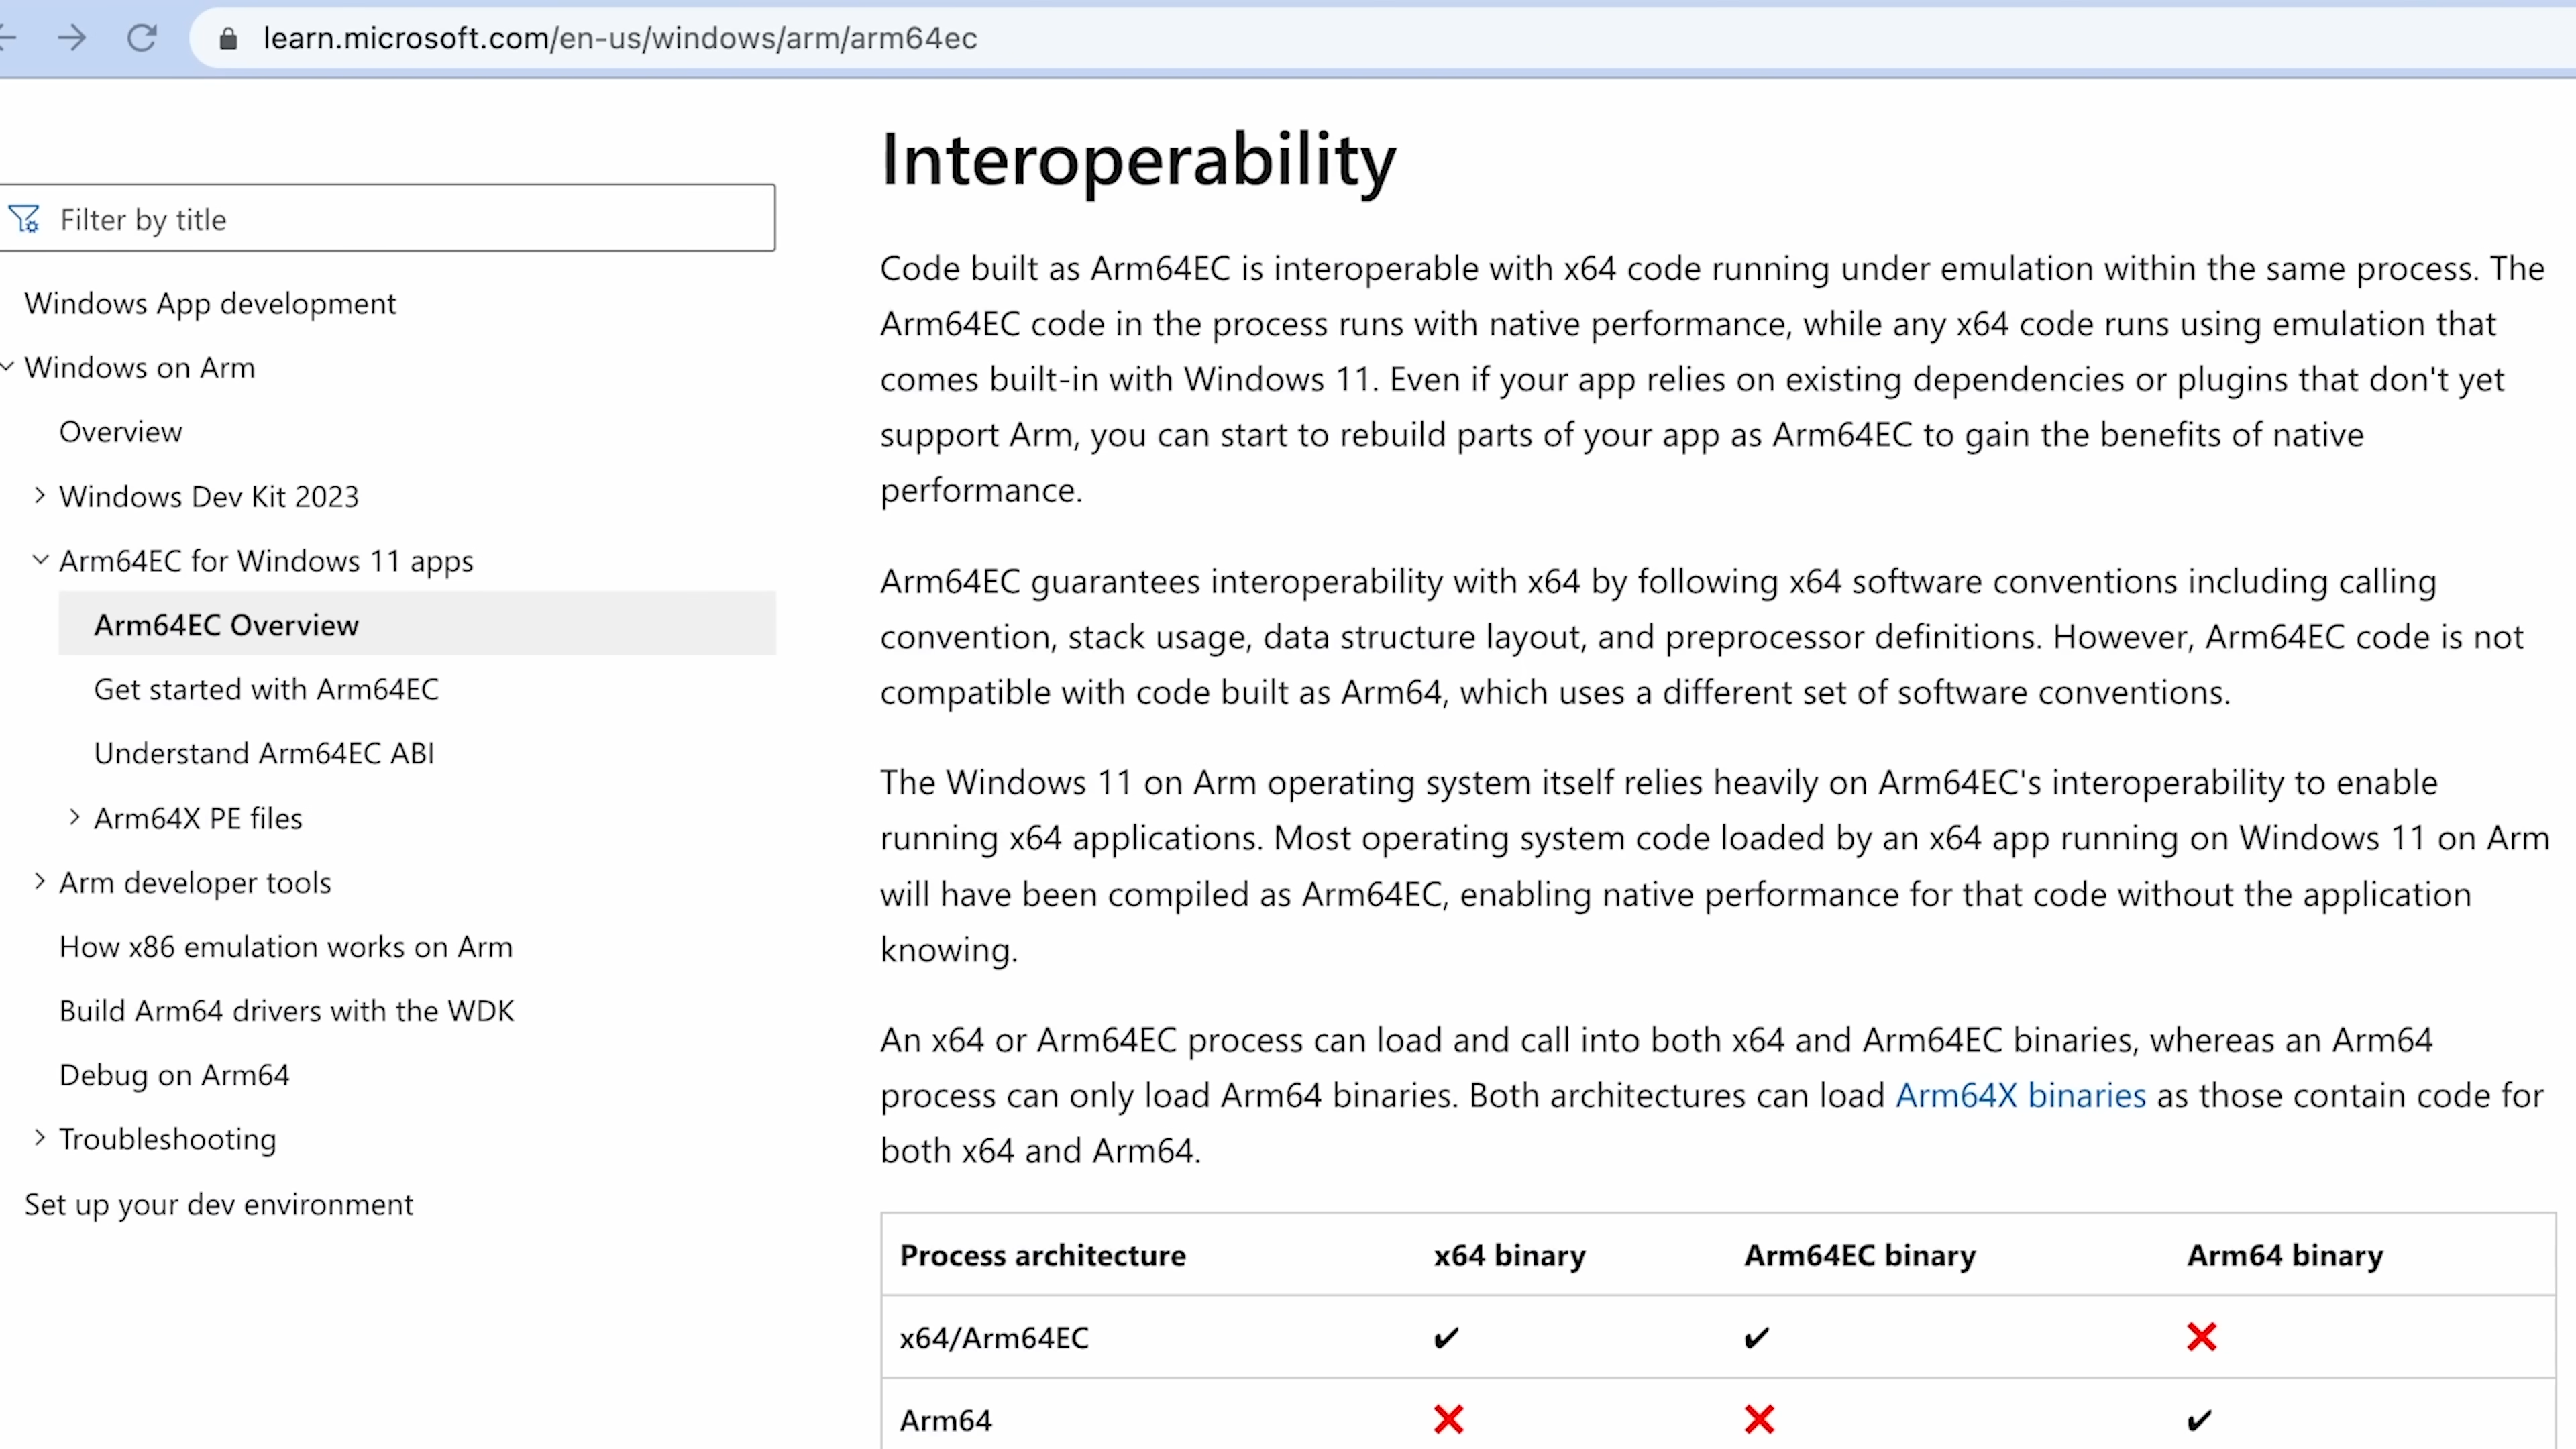 learn.microsoft.com/en-us/windows/arm/arm64ec
Filter by title
Windows App development
Windows on Arm
Overview
Windows Dev Kit 2023
Arm64EC for Windows 11 apps
Arm64EC Overview
Get started with Arm64EC
Understand Arm64EC ABI
Arm64X PE files
Arm developer tools
How x86 emulation works on Arm
Build Arm64 drivers with the WDK
Debug on Arm64
Troubleshooting
Set up your dev environment
Interoperability
Code built as Arm64EC is interoperable with x64 code running under emulation within the same process. The
Arm64EC code in the process runs with native performance, while any x64 code runs using emulation that
comes built-in with Windows 11. Even if your app relies on existing dependencies or plugins that don't yet
support Arm, you can start to rebuild parts of your app as Arm64EC to gain the benefits of native
performance.
Arm64EC guarantees interoperability with x64 by following x64 software conventions including calling
convention, stack usage, data structure layout, and preprocessor definitions. However, Arm64EC code is not
compatible with code built as Arm64, which uses a different set of software conventions.
The Windows 11 on Arm operating system itself relies heavily on Arm64EC's interoperability to enable
running x64 applications. Most operating system code loaded by an x64 app running on Windows 11 on Arm
will have been compiled as Arm64EC, enabling native performance for that code without the application
knowing.
An x64 or Arm64EC process can load and call into both x64 and Arm64EC binaries, whereas an Arm64
process can only load Arm64 binaries. Both architectures can load Arm64X binaries as those contain code for
both x64 and Arm64.
Process architecture x64 binary Arm64EC binary Arm64 binary
x64/Arm64EC ✔ ✔ ❌
Arm64 ❌ ❌ ✔